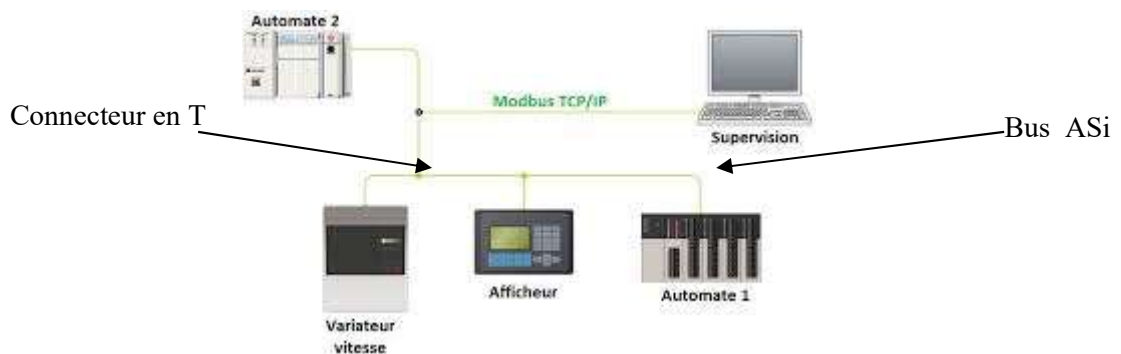 Automate 2
Connecteur en T
Modbus TCP/IP
Supervision
Bus ASi
Afficheur
Automate 1
Variateur
vitesse